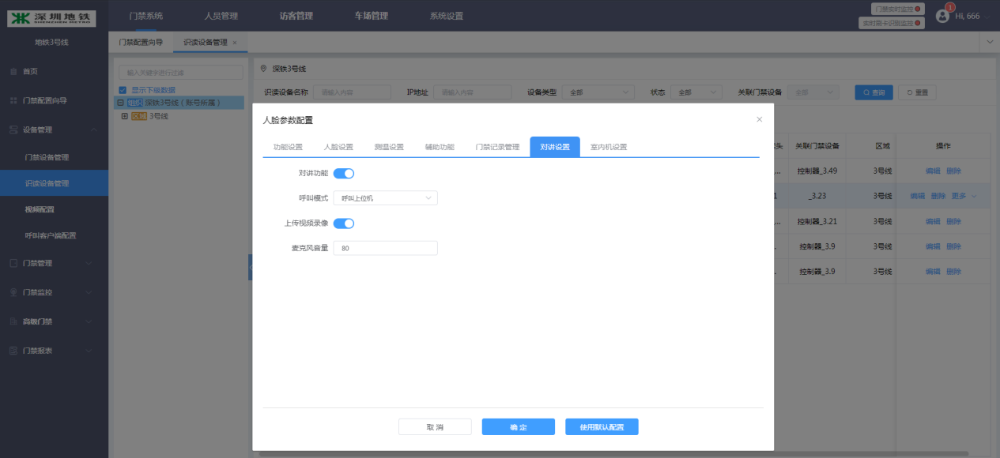 深圳地铁
SHENZHEN METRO
门禁系统
人员管理
访客管理
车场管理
系统设置
门禁实时监控
实时刷卡识别监控
1
Hi, 666
地铁3号线
首页
门禁配置向导
设备管理
门禁设备管理
识读设备管理
视频配置
呼叫客户端配置
门禁管理
门禁监控
高级门禁
门禁报表
门禁配置向导
识读设备管理 ×
输入关键字进行过滤
显示下级数据
组织 深铁3号线（账号所属）
区域 3号线
深铁3号线
识读设备名称 请输入内容 IP地址 请输入内容 设备类型 全部 状态 全部 关联门禁设备 全部 查询 重置
头 关联门禁设备 区域 操作
... 控制器_3.49 3号线 编辑 删除
1 _3.23 3号线 编辑 删除 更多
... 控制器_3.21 3号线 编辑 删除
. 控制器_3.9 3号线 编辑 删除
. 控制器_3.9 3号线 编辑 删除
人脸参数配置
功能设置 人脸设置 测温设置 辅助功能 门禁记录管理 对讲设置 室内机设置
对讲功能
呼叫模式 呼叫上位机
上传视频录像
麦克风音量 80
取 消
确 定
使用默认配置